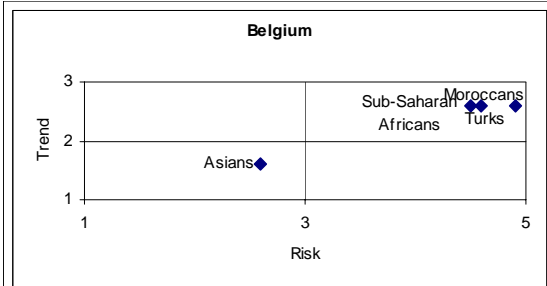 Belgium
3
Moroccans
Sub-Saharan
Africans
Turks
Trend
2
Asians
1
1
3
5
Risk